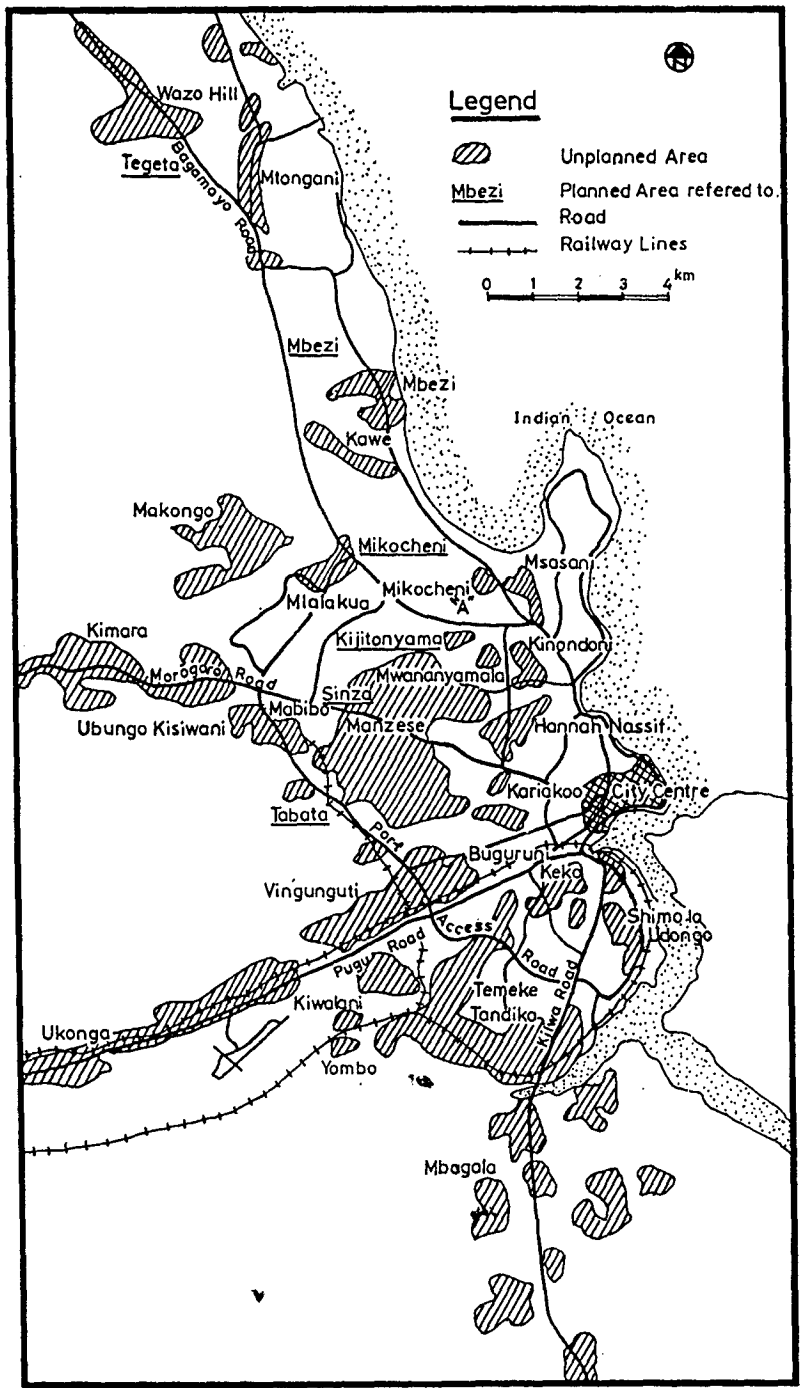 Legend
Unplanned Area
Mbezi Planned Area refered to.
Road
Railway Lines
0 1 2 3 4 km
Wazo Hill
Tegeta
Bagamayo Road
Mtongani
Mbezi
Mbezi
Kawe
Indian Ocean
Makongo
Mikocheni
Msasani
Mikocheni
"A"
Mlalakua
Kimara
Kijitonyama
Kinondoni
Morogoro Road
Mwananyamala
Sinza
Mabibo
Ubungo Kisiwani
Manzese
Hannah Nassif
Kariakoo
City Centre
Tabata
Port Access Road
Buguruni
Keko
Vingunguti
Shimo la
Udongo
Pugu Road
Temeke
Kiwalani
Tandika
Kilwa Road
Ukonga
Yombo
Mbagala